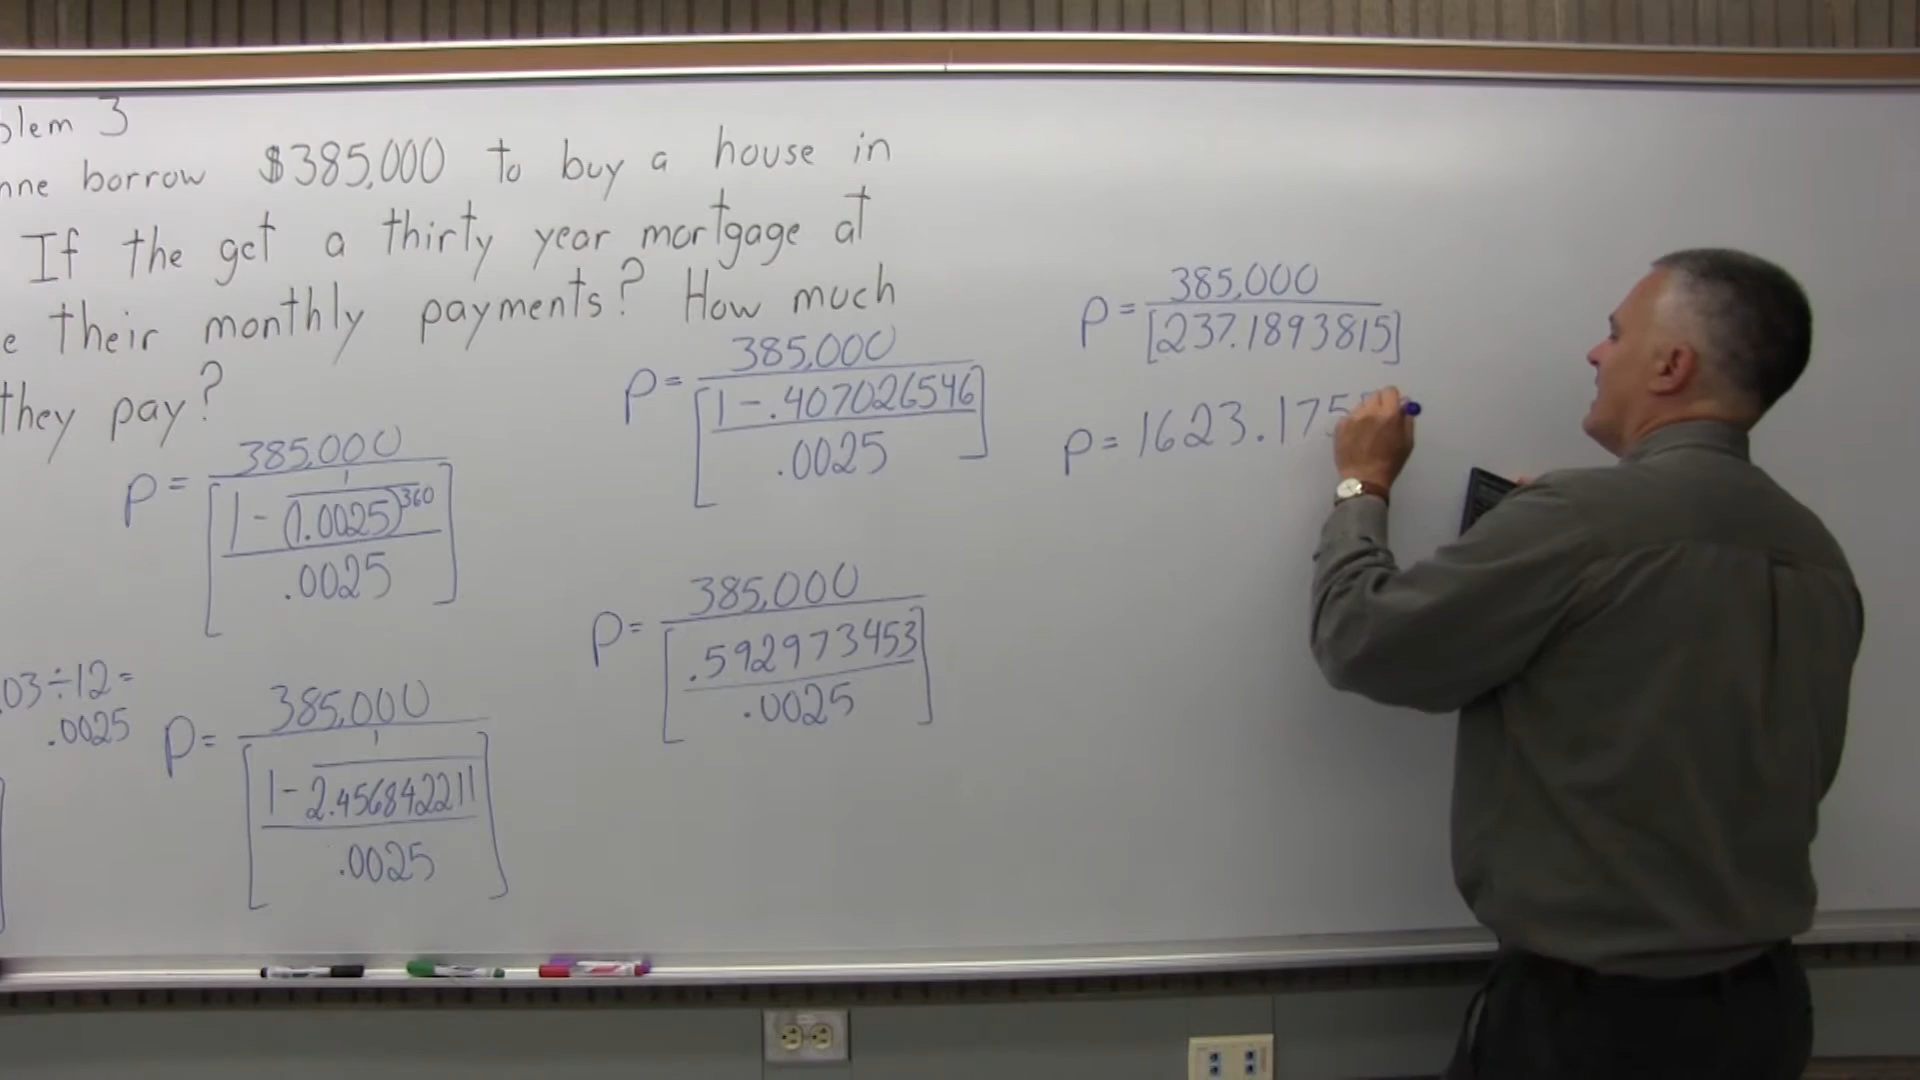 3
borrow $385,000 to buy a house in
If the get a thirty year mortgage at
their monthly payments? How much
they pay?
P = 385,000
[1 - 1
(1.0025)^360
.0025]
.03 ÷ 12 =
.0025
P = 385,000
[1 - 1
2.456842211
.0025]
P = 385,000
[1 - .407026546
.0025]
P = 385,000
[.592973453
.0025]
P = 385,000
[237.1893815]
P = 1623.175